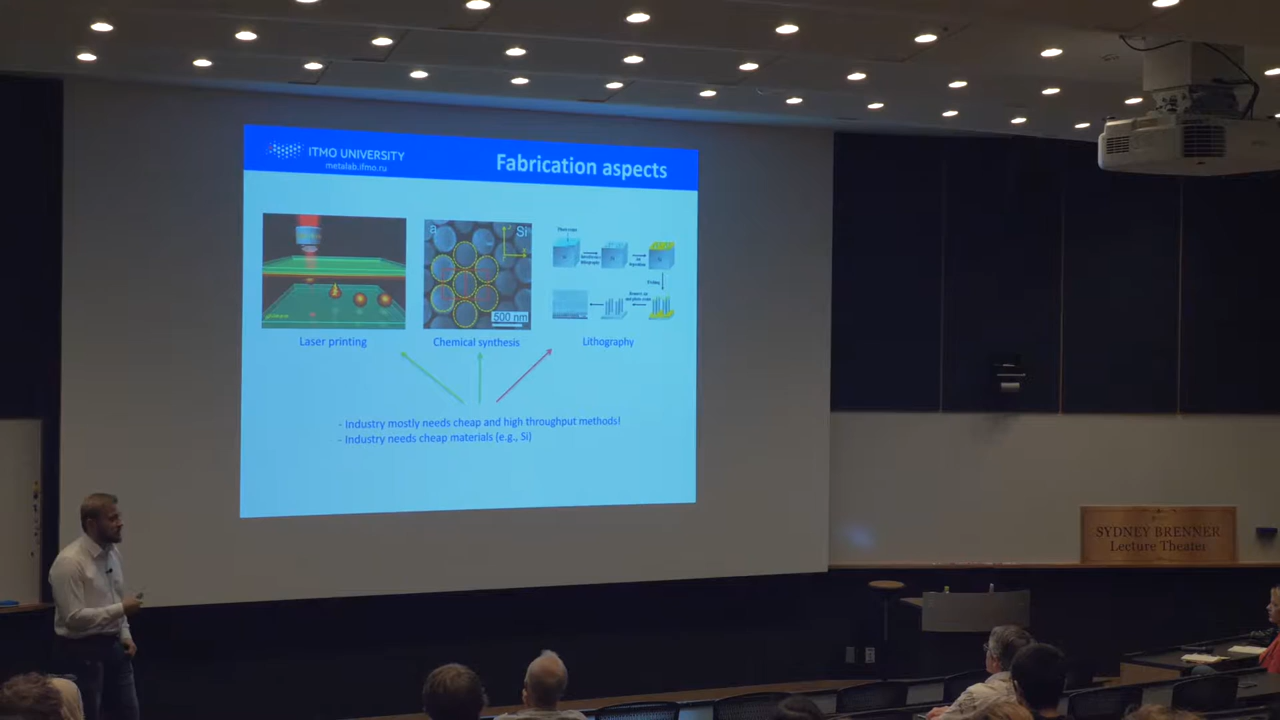 ITMO UNIVERSITY
metalab.ifmo.ru
Fabrication aspects
a
Si
500 nm
Laser printing
Chemical synthesis
Lithography
- Industry mostly needs cheap and high throughput methods!
- Industry needs cheap materials (e.g., Si)
SYDNEY BRENNER
Lecture Theater